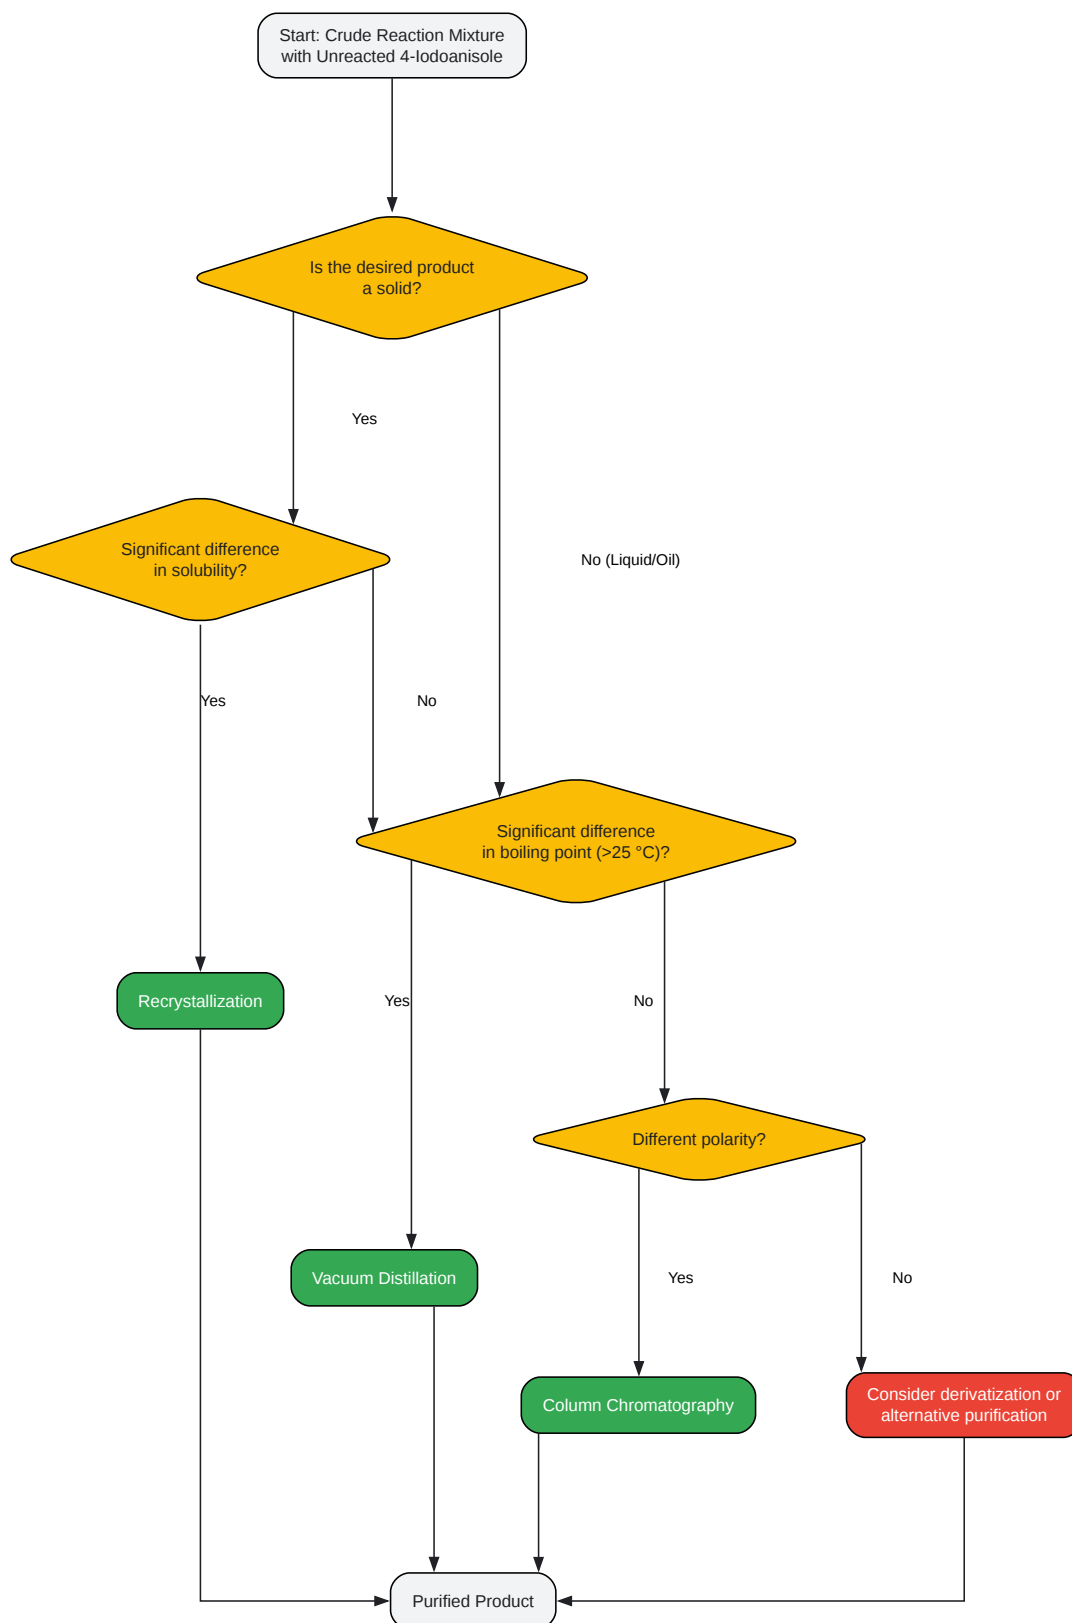 Start: Crude Reaction Mixture
with Unreacted 4-Iodoanisole
Is the desired product
a solid?
Yes
Significant difference
in solubility?
No (Liquid/Oil)
Yes
No
Significant difference
in boiling point (>25 °C)?
Recrystallization
Yes
No
Different polarity?
Vacuum Distillation
Yes
No
Column Chromatography
Consider derivatization or
alternative purification
Purified Product